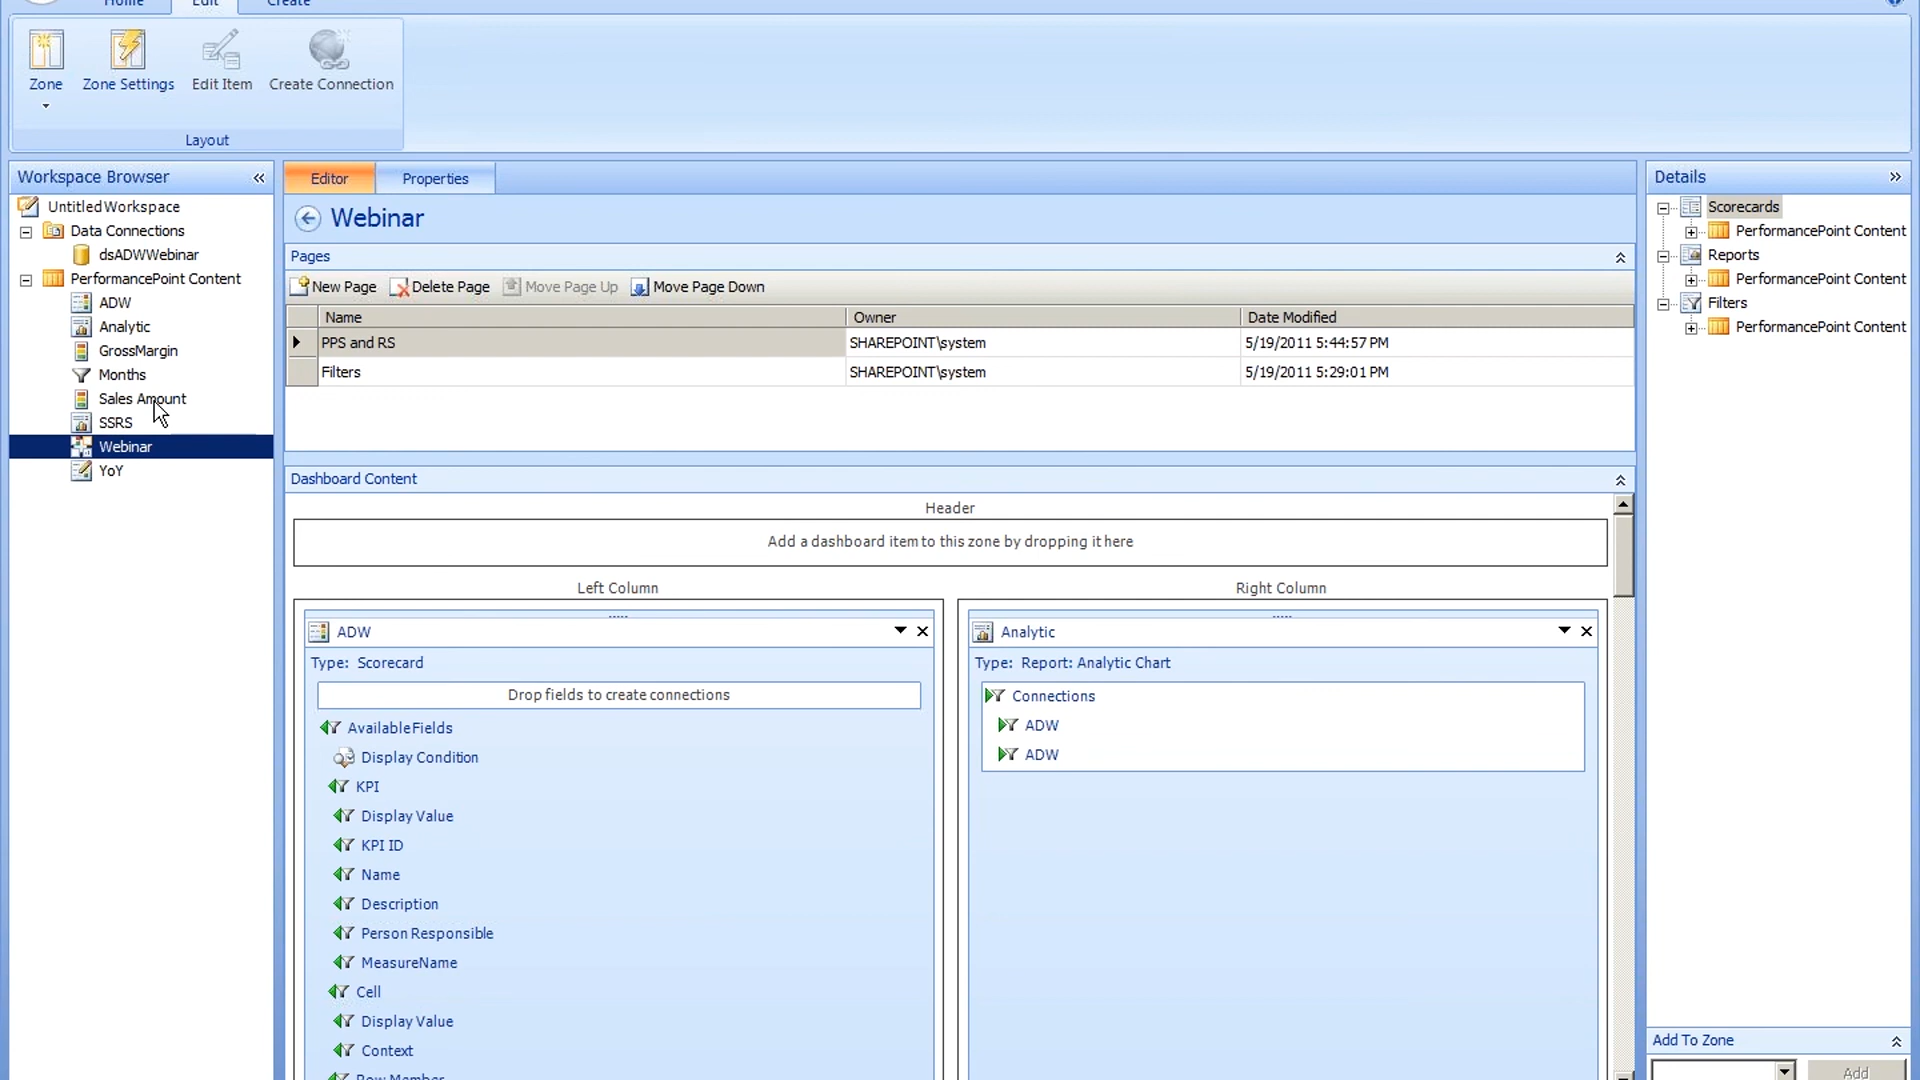 Home Edit Create
Zone Zone Settings Edit Item Create Connection
Layout
Workspace Browser
Untitled Workspace
Data Connections
dsADWWebinar
PerformancePoint Content
ADW
Analytic
GrossMargin
Months
Sales Amount
SSRS
Webinar
YoY
Editor Properties
Webinar
Pages
New Page Delete Page Move Page Up Move Page Down
Name Owner Date Modified
PPS and RS SHAREPOINT\system 5/19/2011 5:44:57 PM
Filters SHAREPOINT\system 5/19/2011 5:29:01 PM
Dashboard Content
Header
Add a dashboard item to this zone by dropping it here
Left Column
ADW
Type: Scorecard
Drop fields to create connections
Available Fields
Display Condition
KPI
Display Value
KPI ID
Name
Description
Person Responsible
MeasureName
Cell
Display Value
Context
Row Member
Right Column
Analytic
Type: Report: Analytic Chart
Connections
ADW
ADW
Details
Scorecards
PerformancePoint Content
Reports
PerformancePoint Content
Filters
PerformancePoint Content
Add To Zone
Add